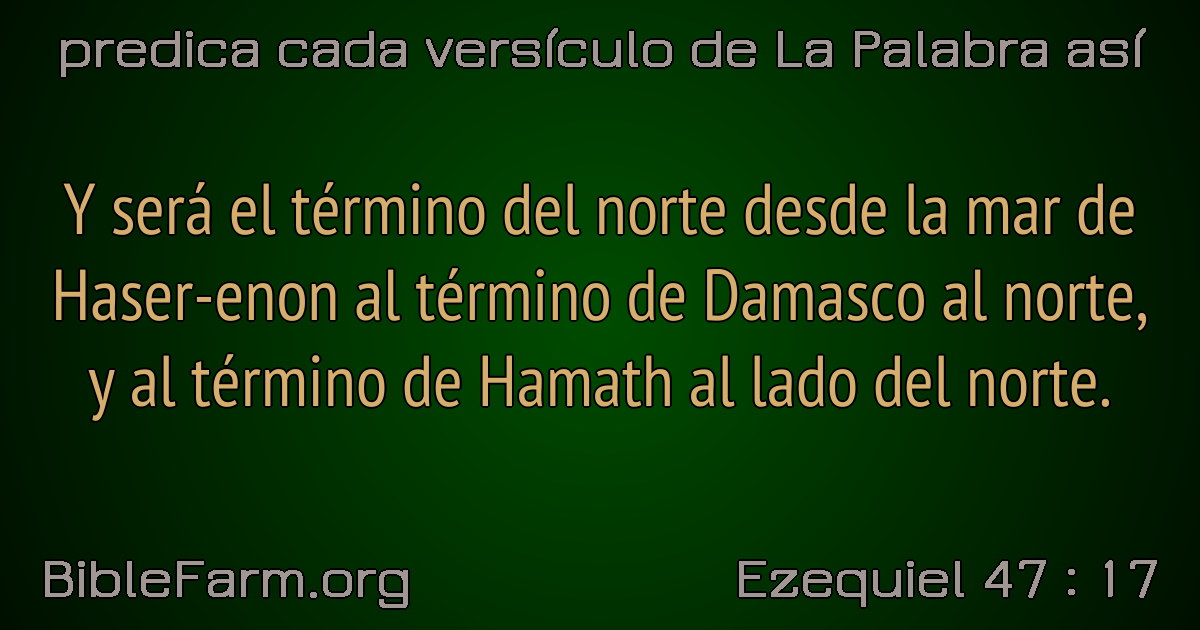 predica cada versículo de La Palabra así
Y será el término del norte desde la mar de
Haser-enon al término de Damasco al norte,
y al término de Hamath al lado del norte.
BibleFarm.org
Ezequiel 47 : 17